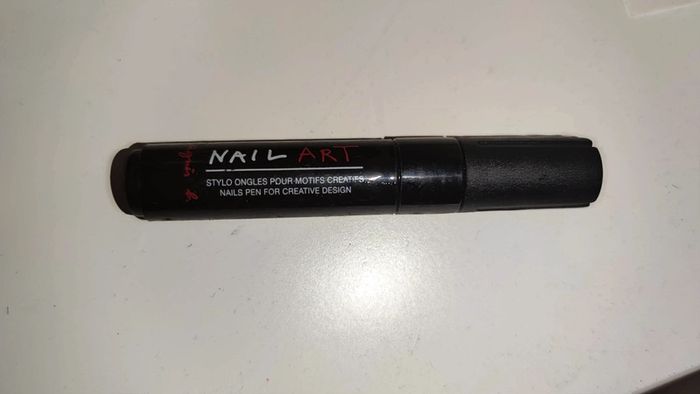 NAIL ART
STYLO ONGLES POUR MOTIFS CREATIFS
NAILS PEN FOR CREATIVE DESIGN